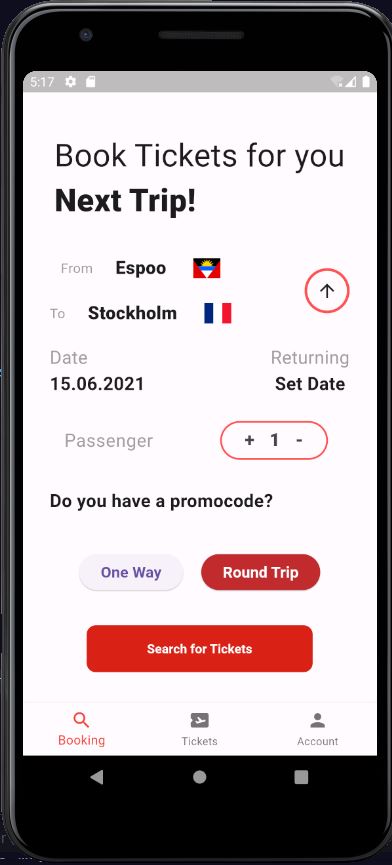 5:17
Book Tickets for you
Next Trip!
From Espoo
To Stockholm
Date Returning
15.06.2021 Set Date
Passenger + 1 -
Do you have a promocode?
One Way Round Trip
Search for Tickets
Booking Tickets Account